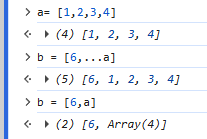 > a= [1,2,3,4]
<· ▸ (4) [1, 2, 3, 4]
> b = [6,...a]
<· ▸ (5) [6, 1, 2, 3, 4]
> b = [6,a]
<· ▸ (2) [6, Array(4)]